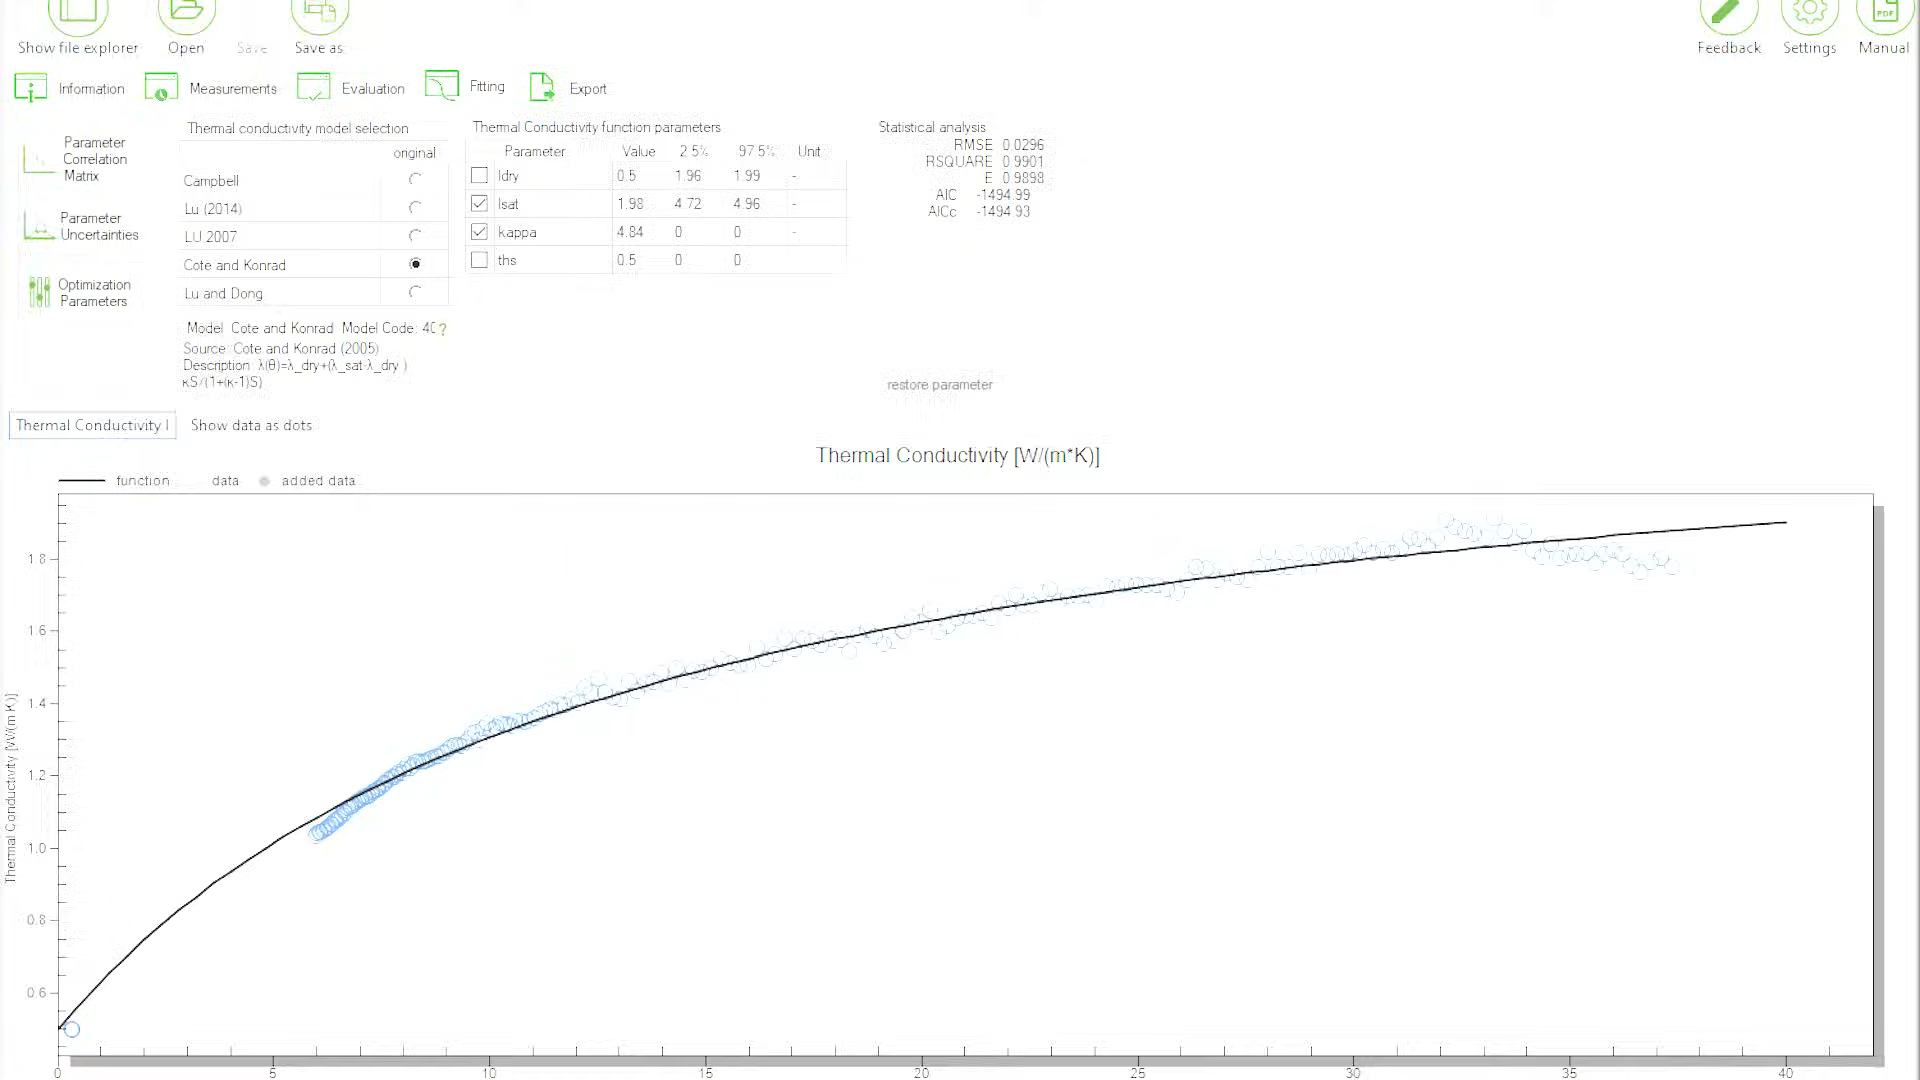 Show file explorer Open Save Save as Feedback Settings Manual
PDF
Information Measurements Evaluation Fitting Export
Parameter Correlation Matrix
Parameter Uncertainties
Optimization Parameters
Thermal conductivity model selection
original
Campbell
Lu (2014)
LU 2007
Cote and Konrad
Lu and Dong
Model Cote and Konrad Model Code: 40 ?
Source: Cote and Konrad (2005)
Description: λ(θ)=λ_dry+(λ_sat-λ_dry )
κS/(1+(κ-1)S)
Thermal Conductivity function parameters
Parameter Value 2.5% 97.5% Unit
ldry 0.5 1.96 1.99 -
lsat 1.98 4.72 4.96 -
kappa 4.84 0 0 -
ths 0.5 0 0
Statistical analysis
RMSE 0.0296
RSQUARE 0.9901
E 0.9898
AIC -1494.99
AICc -1494.93
restore parameter
Thermal Conductivity I Show data as dots
Thermal Conductivity [W/(m*K)]
function data added data
Thermal Conductivity [W/(m K)]
1.8
1.6
1.4
1.2
1.0
0.8
0.6
0 5 10 15 20 25 30 35 40